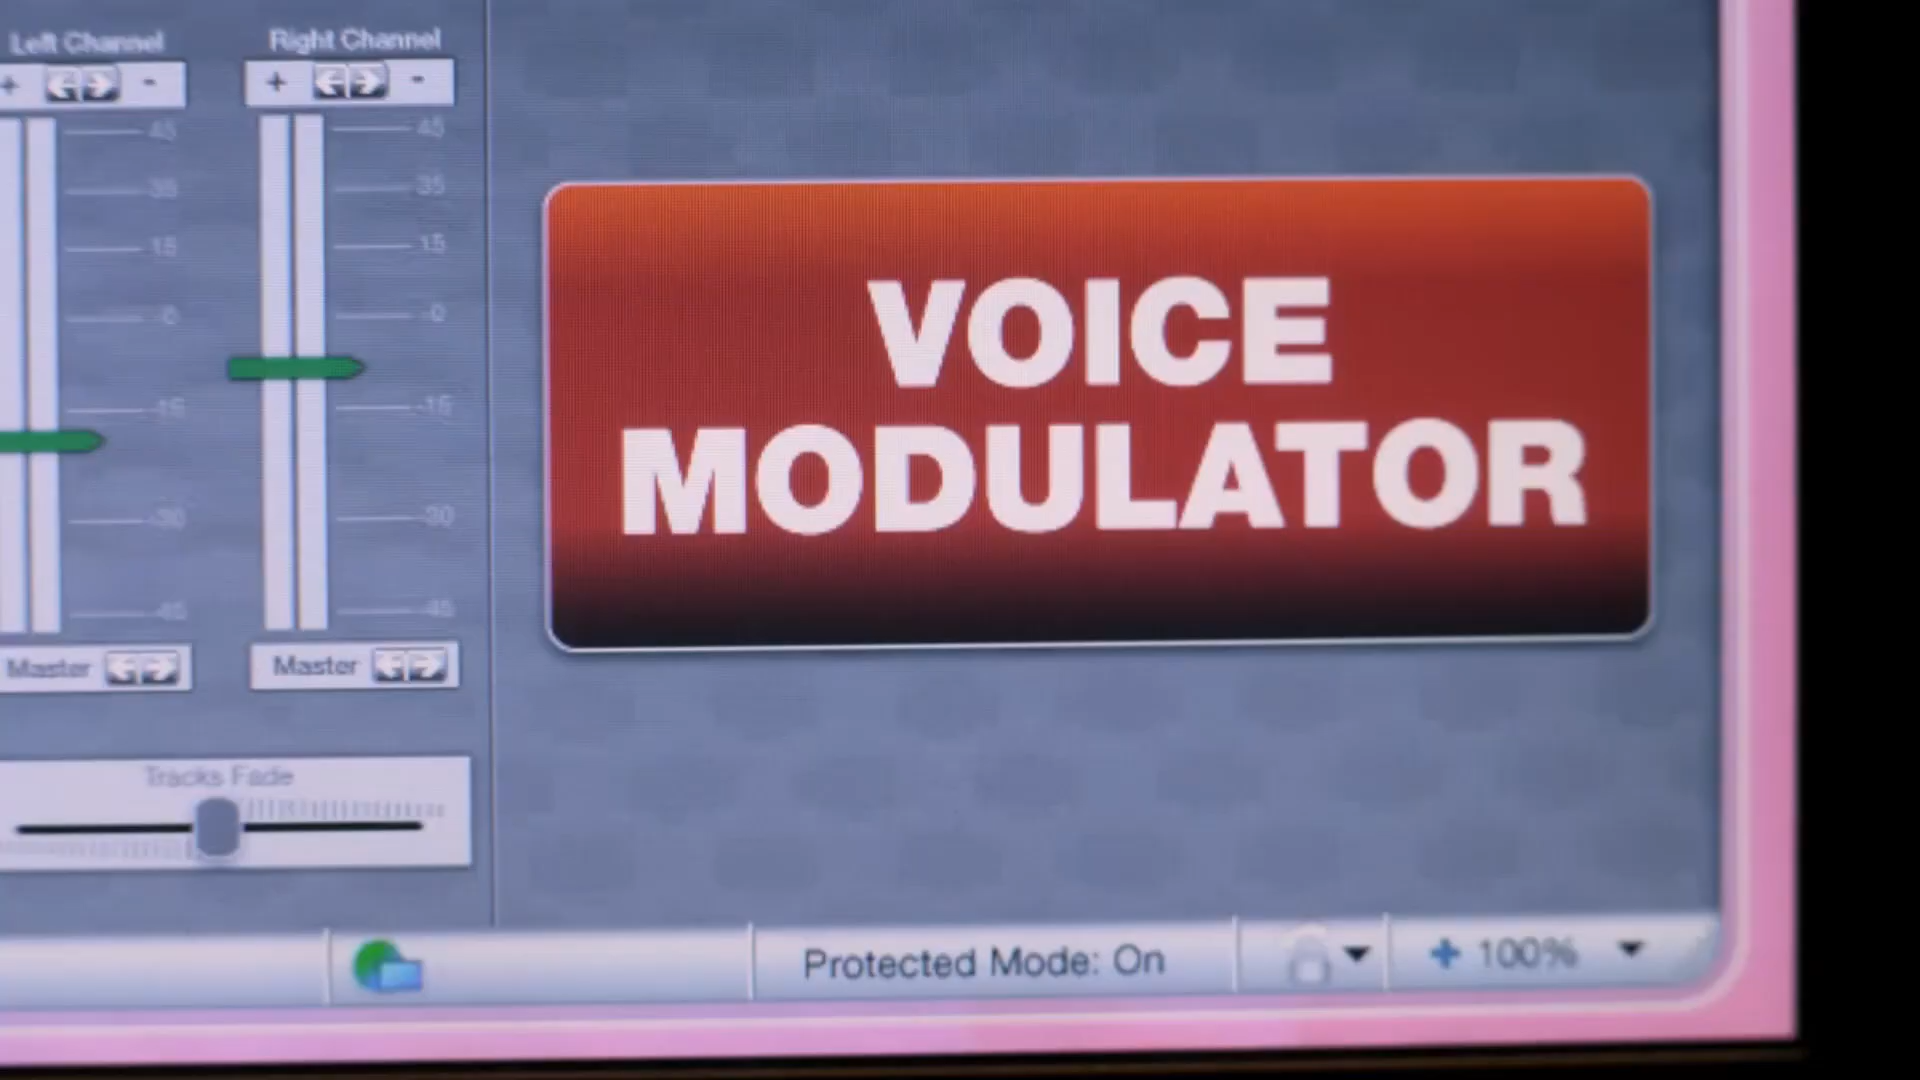 Left Channel
Right Channel
+ -
+ -
45
45
35
35
15
15
0
-0
-15
-15
-30
-30
-45
-45
VOICE
MODULATOR
Master
Master
Tracks Fade
Protected Mode: On
100%